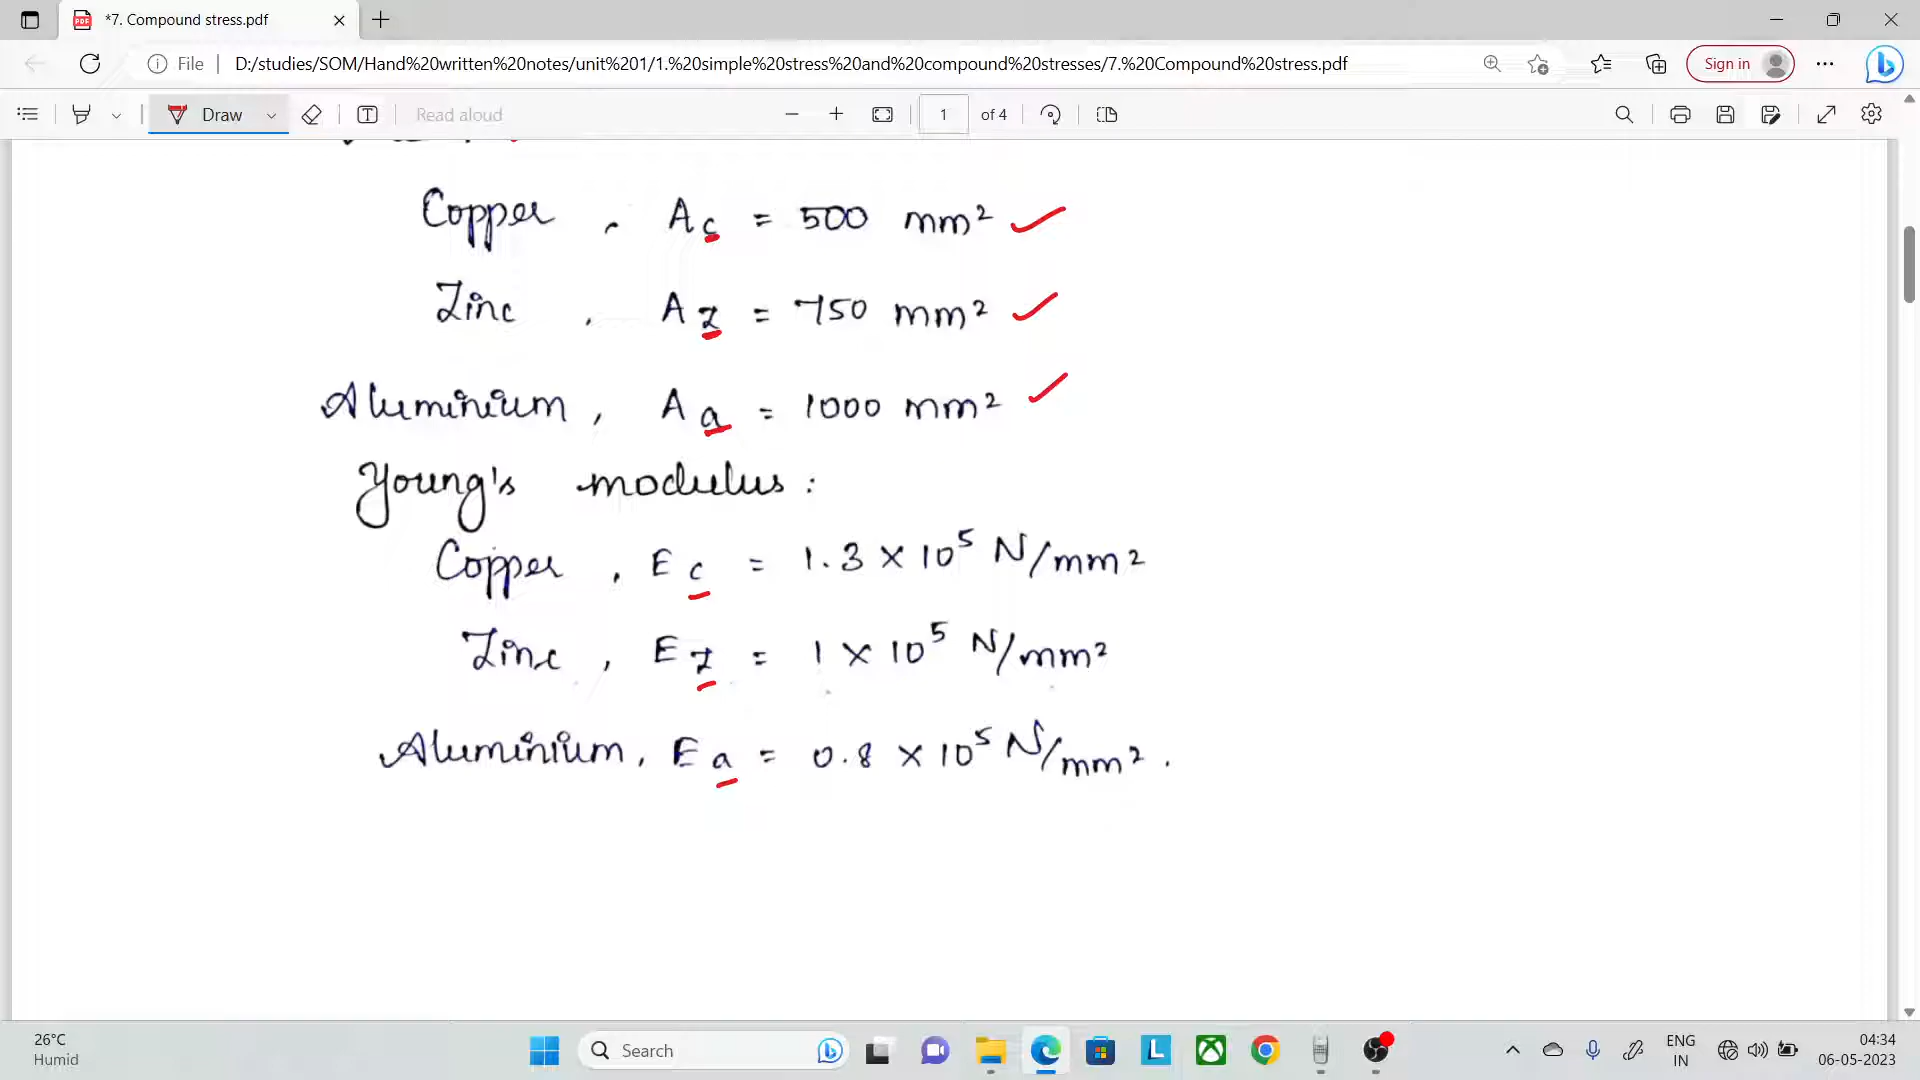 *7. Compound stress.pdf
File D:/studies/SOM/Hand%20written%20notes/unit%201/1.%20simple%20stress%20and%20compound%20stresses/7.%20Compound%20stress.pdf Sign in
Draw Read aloud 1 of 4
Copper , Ac = 500 mm²
Zinc , Az = 750 mm²
Aluminium , Aa = 1000 mm²
Young's modulus :
Copper , Ec = 1.3 × 10⁵ N/mm²
Zinc , Ez = 1 × 10⁵ N/mm²
Aluminium , Ea = 0.8 × 10⁵ N/mm² .
26°C
Humid
Search
ENG
IN
04:34
06-05-2023